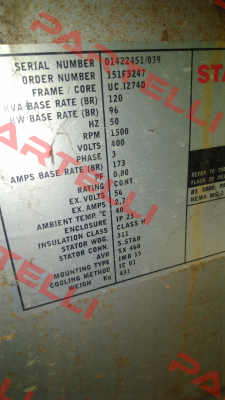 SERIAL NUMBER 01422451/039
ORDER NUMBER 151F3247
FRAME/CORE UC.I274D
KVA BASE RATE (BR) 120
KW BASE RATE (BR) 96
HZ 50
RPM 1500
VOLTS 400
PHASE 3
AMPS BASE RATE (BR) 173
PF 0,80
RATING CONT
EX. VOLTS 56
EX. AMPS 2.7
AMBIENT TEMP. °C 40
ENCLOSURE IP 23
INSULATION CLASS CLASS H
STATOR WDG. 311
STATOR CONN. S.STAR
AVR SX 460
MOUNTING TYPE IMB 15
COOLING METHOD IC 01
WEIGH Kg 431
STA
REFER TO
BS 5000,
NEMA MG
PARTELLI
PARTELLI
PARTELLI